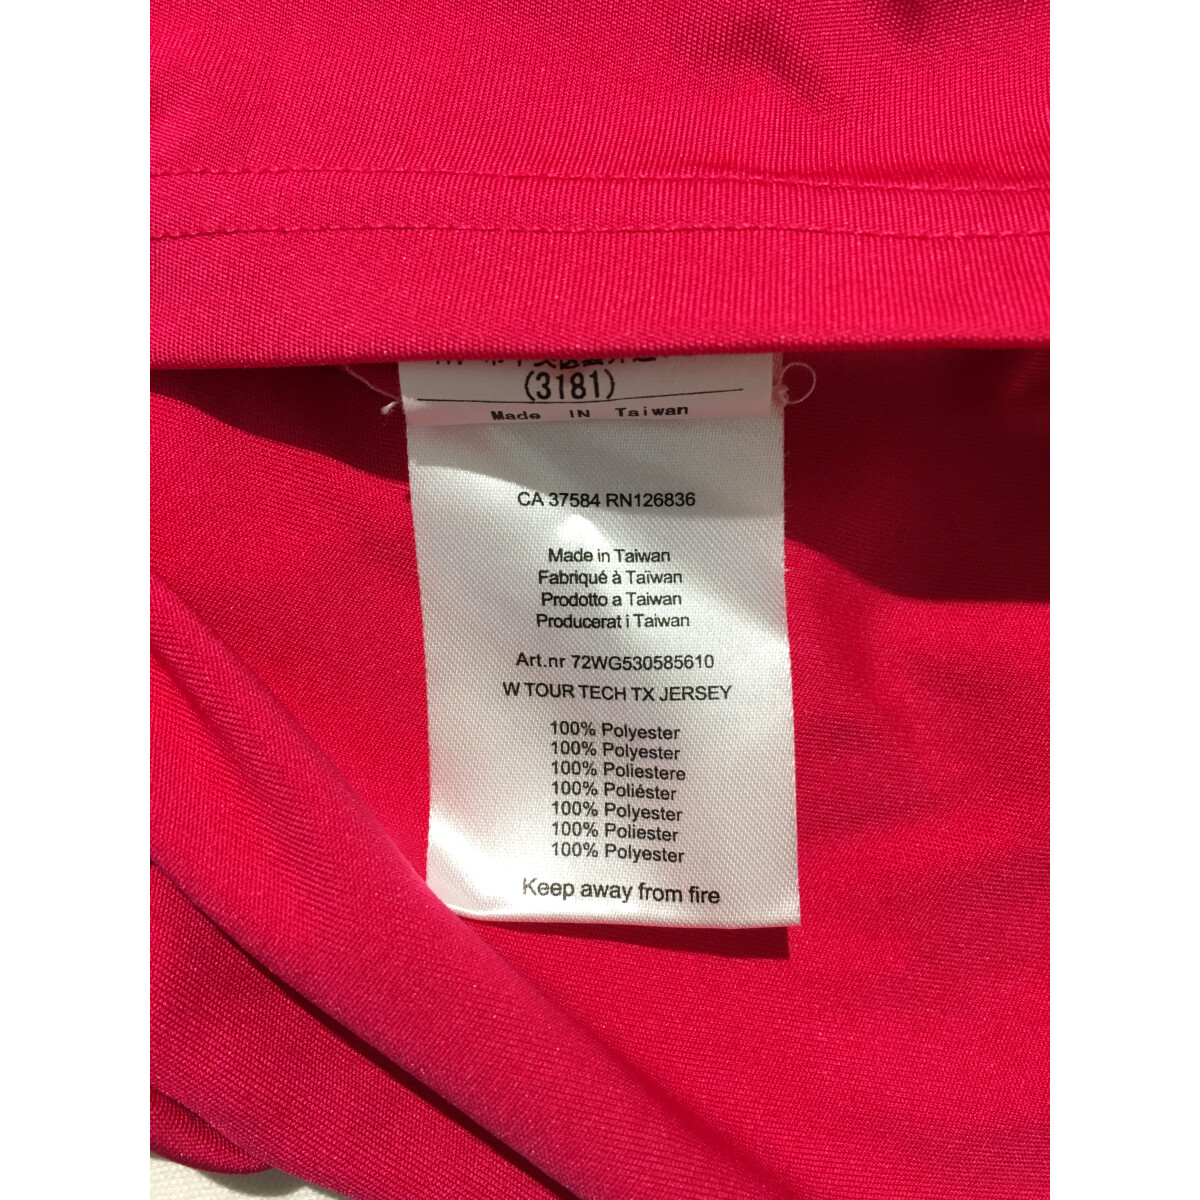 (3181)
Made IN Taiwan
CA 37584 RN126836
Made in Taiwan
Fabriqué à Taïwan
Prodotto a Taiwan
Producerat i Taiwan
Art.nr 72WG530585610
W TOUR TECH TX JERSEY
100% Polyester
100% Polyester
100% Poliestere
100% Poliéster
100% Polyester
100% Poliester
100% Polyester
Keep away from fire